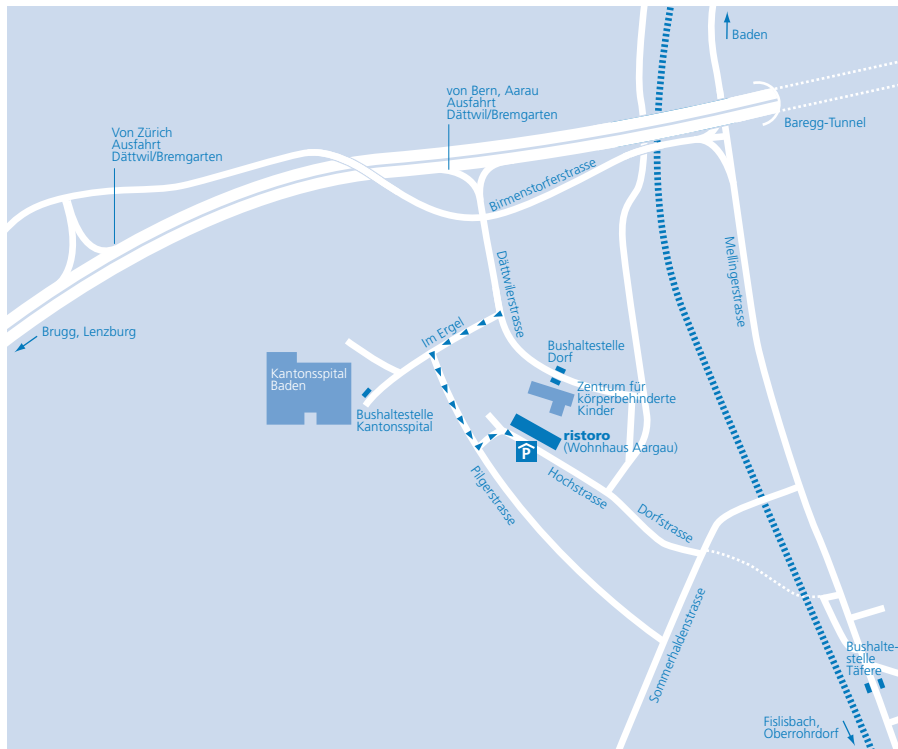 Baden
von Bern, Aarau
Ausfahrt
Dättwil/Bremgarten
Baregg-Tunnel
Von Zürich
Ausfahrt
Dättwil/Bremgarten
Birmenstorferstrasse
Dättwilerstrasse
Mellingerstrasse
Brugg, Lenzburg
Im Ergel
Bushaltestelle
Dorf
Kantonsspital
Baden
Zentrum für
körperbehinderte
Kinder
Bushaltestelle
Kantonsspital
ristoro
(Wohnhaus Aargau)
P
Pilgerstrasse
Hochstrasse
Dorfstrasse
Sommerhaldenstrasse
Bushalte-
stelle
Täfere
Fislisbach,
Oberrohrdorf